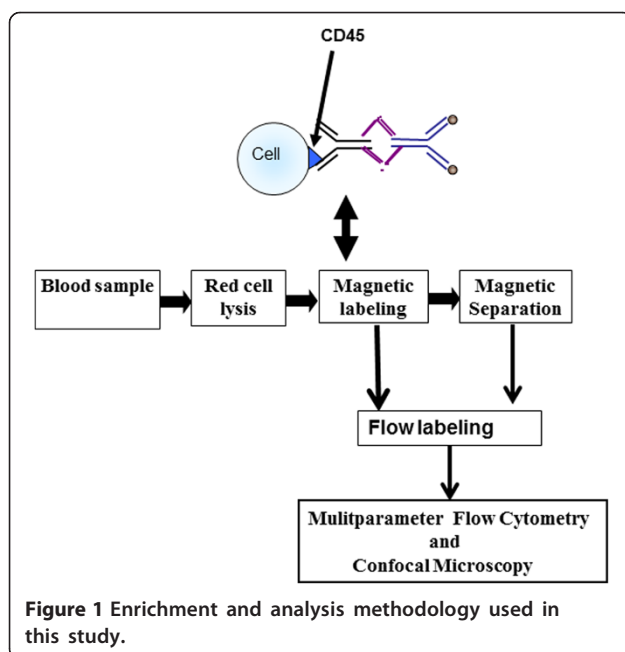 CD45
Cell
Blood sample
Red cell
lysis
Magnetic
labeling
Magnetic
Separation
Flow labeling
Mulitparameter Flow Cytometry
and
Confocal Microscopy
Figure 1 Enrichment and analysis methodology used in
this study.